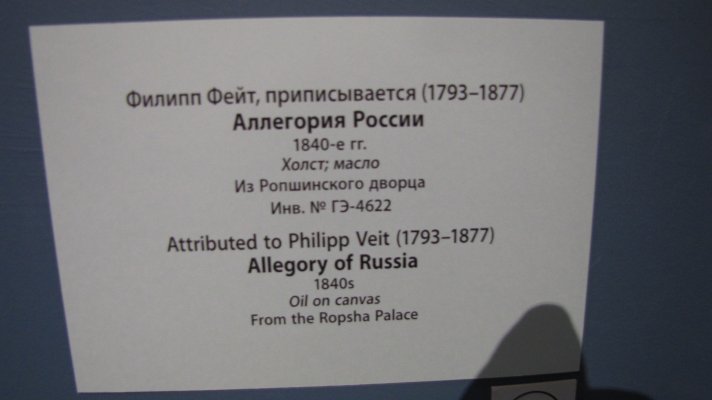 Филипп Фейт, приписывается (1793–1877)
Аллегория России
1840-е гг.
Холст; масло
Из Ропшинского дворца
Инв. № ГЭ-4622
Attributed to Philipp Veit (1793–1877)
Allegory of Russia
1840s
Oil on canvas
From the Ropsha Palace